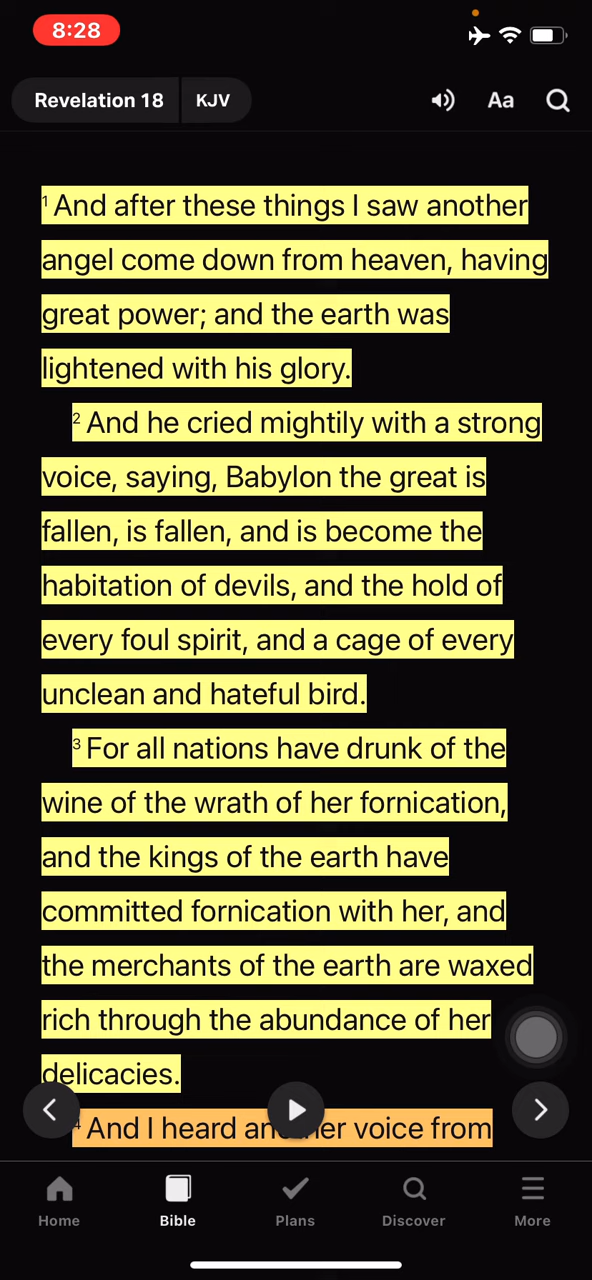 8:28
Revelation 18 KJV Aa
1 And after these things I saw another
angel come down from heaven, having
great power; and the earth was
lightened with his glory.
2 And he cried mightily with a strong
voice, saying, Babylon the great is
fallen, is fallen, and is become the
habitation of devils, and the hold of
every foul spirit, and a cage of every
unclean and hateful bird.
3 For all nations have drunk of the
wine of the wrath of her fornication,
and the kings of the earth have
committed fornication with her, and
the merchants of the earth are waxed
rich through the abundance of her
delicacies.
4 And I heard another voice from
Home Bible Plans Discover More